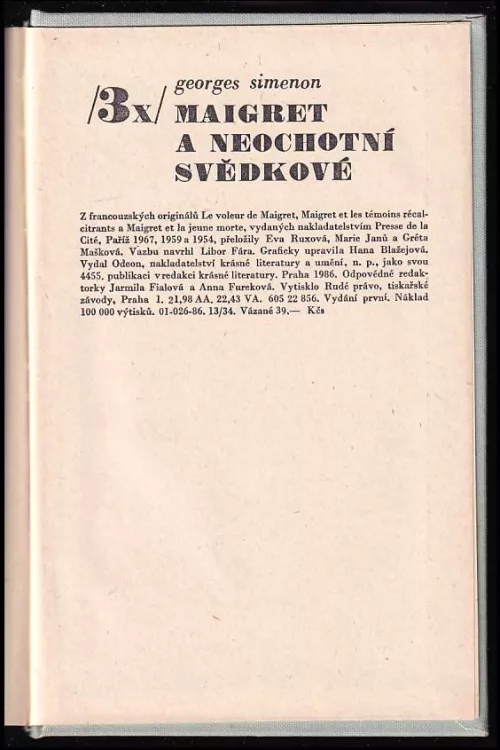 georges simenon
/3x/ MAIGRET
A NEOCHOTNÍ
SVĚDKOVÉ
Z francouzských originálů Le voleur de Maigret, Maigret et les témoins récal-
citrants a Maigret et la jeune morte, vydaných nakladatelstvím Presse de la
Cité, Paříž 1967, 1959 a 1954, přeložily Eva Ruxová, Marie Janů a Gréta
Mašková. Vazbu navrhl Libor Fára. Graficky upravila Hana Blažejová.
Vydal Odeon, nakladatelství krásné literatury a umění, n. p., jako svou
4455. publikaci v redakci krásné literatury. Praha 1986. Odpovědné redak-
torky Jarmila Fialová a Anna Fureková. Vytisklo Rudé právo, tiskařské
závody, Praha 1. 21,98 AA, 22,43 VA. 605 22 856. Vydání první. Náklad
100 000 výtisků. 01-026-86. 13/34. Vázané 39,— Kčs